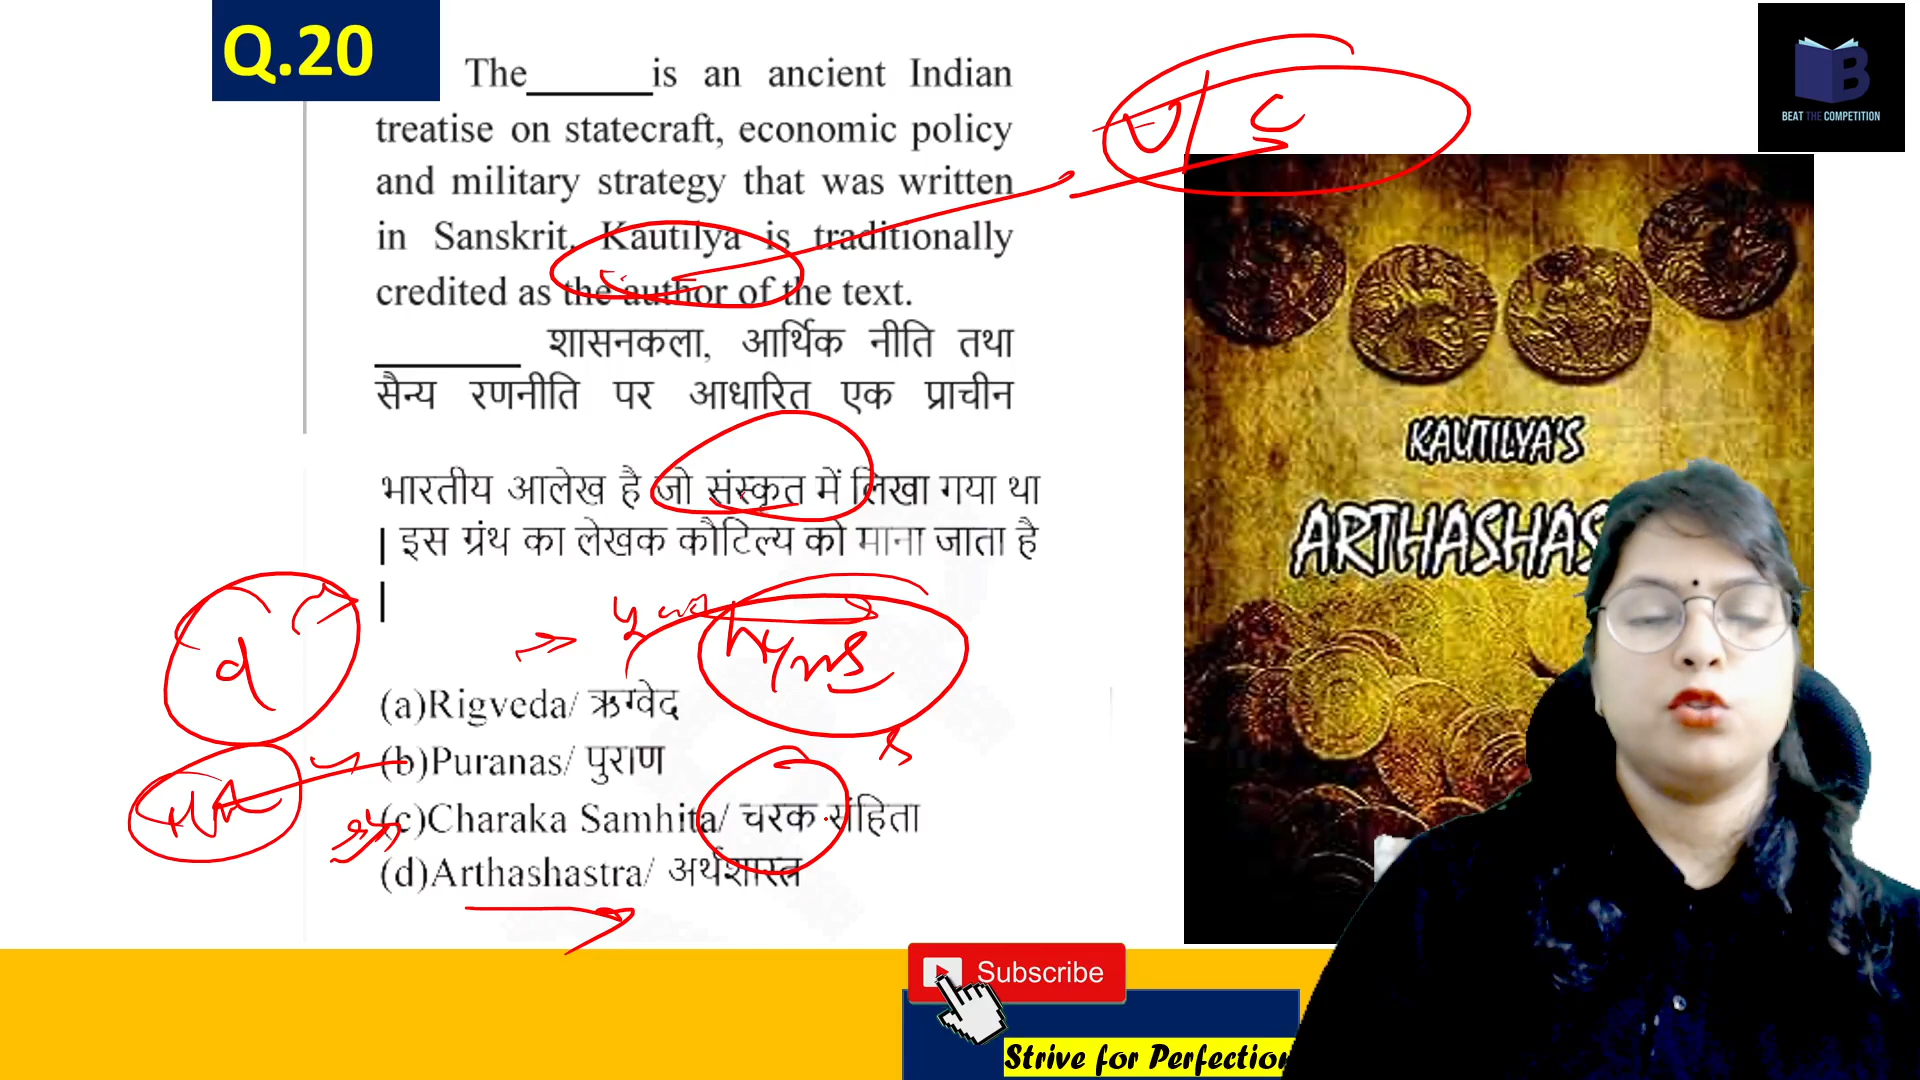 Q.20
The______is an ancient Indian
treatise on statecraft, economic policy
and military strategy that was written
in Sanskrit. Kautilya is traditionally
credited as the author of the text.
_______ शासनकला, आर्थिक नीति तथा
सैन्य रणनीति पर आधारित एक प्राचीन
भारतीय आलेख है जो संस्कृत में लिखा गया था
| इस ग्रंथ का लेखक कौटिल्य को माना जाता है
|
d
(a)Rigveda/ ऋग्वेद
(b)Puranas/ पुराण
(c)Charaka Samhita/ चरक संहिता
(d)Arthashastra/ अर्थशास्त्र
B
BEAT THE COMPETITION
KAUTILYA'S
ARTHASHAS
Subscribe
Strive for Perfection